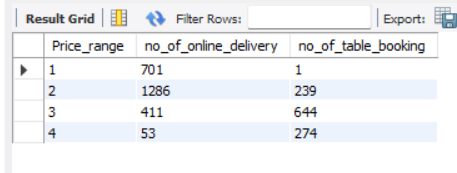 Result Grid Filter Rows: Export:
Price_range no_of_online_delivery no_of_table_booking
1 701 1
2 1286 239
3 411 644
4 53 274